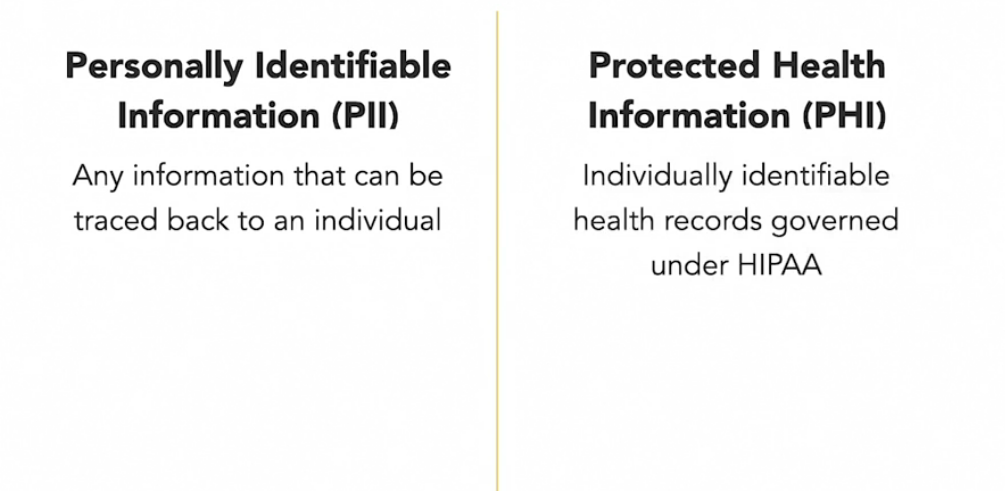 Personally Identifiable
Information (PII)
Any information that can be
traced back to an individual
Protected Health
Information (PHI)
Individually identifiable
health records governed
under HIPAA